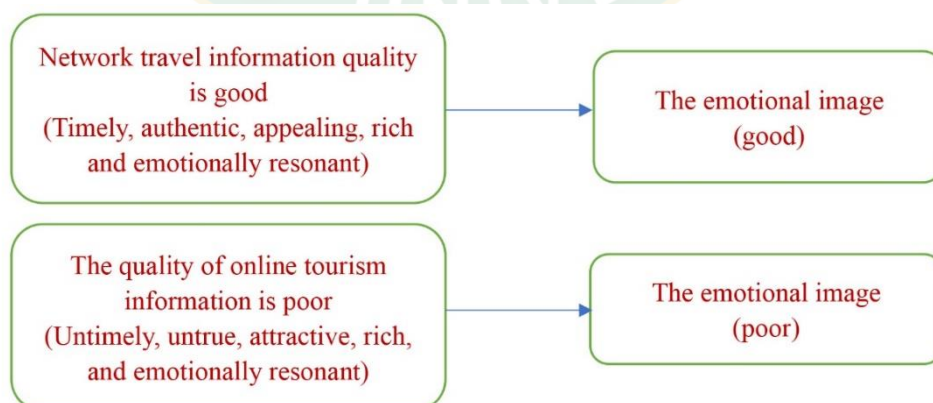 Network travel information quality
is good
(Timely, authentic, appealing, rich
and emotionally resonant)
The emotional image
(good)
The quality of online tourism
information is poor
(Untimely, untrue, attractive, rich,
and emotionally resonant)
The emotional image
(poor)